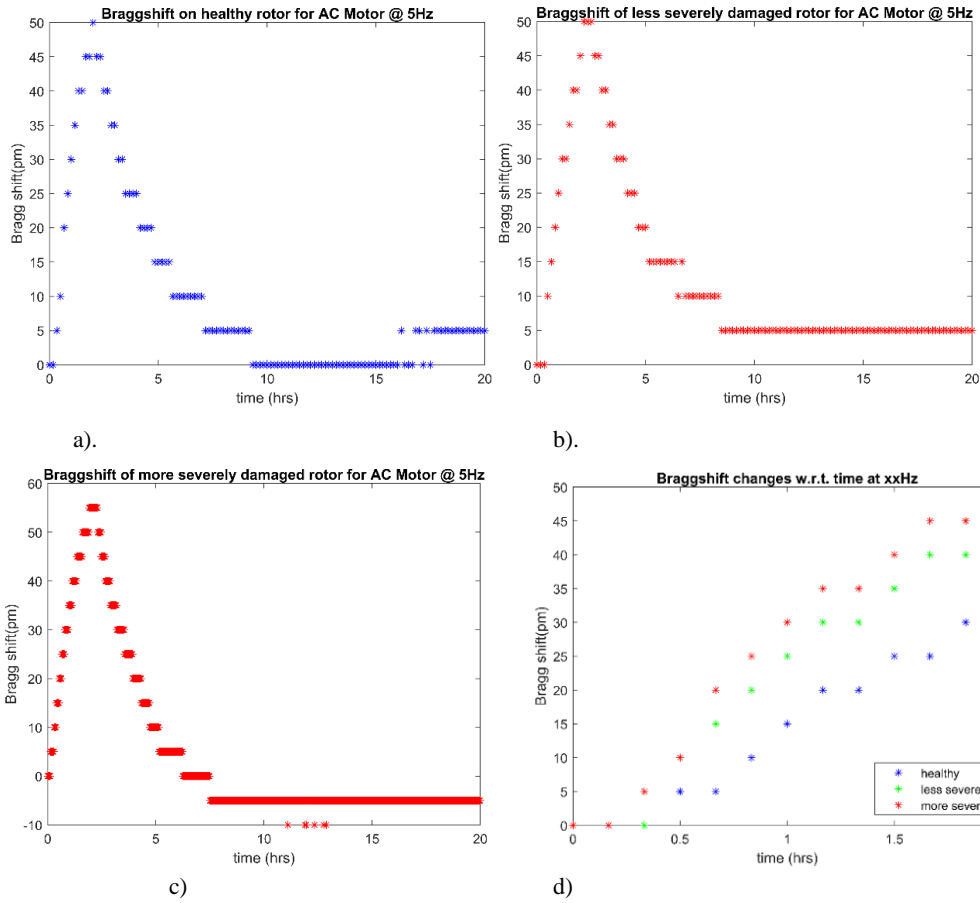 Braggshift on healthy rotor for AC Motor @ 5Hz
50
45
40
35
30
25
20
15
10
5
0
Bragg shift(pm)
0 5 10 15 20
time (hrs)
a).
Braggshift of less severely damaged rotor for AC Motor @ 5Hz
50
45
40
35
30
25
20
15
10
5
0
Bragg shift(pm)
0 5 10 15 20
time (hrs)
b).
Braggshift of more severely damaged rotor for AC Motor @ 5Hz
60
50
40
30
20
10
0
-10
Bragg shift(pm)
0 5 10 15 20
time (hrs)
c)
Braggshift changes w.r.t. time at xxHz
50
45
40
35
30
25
20
15
10
5
0
Bragg shift(pm)
0 0.5 1 1.5
time (hrs)
healthy
less severe
more sever
d)